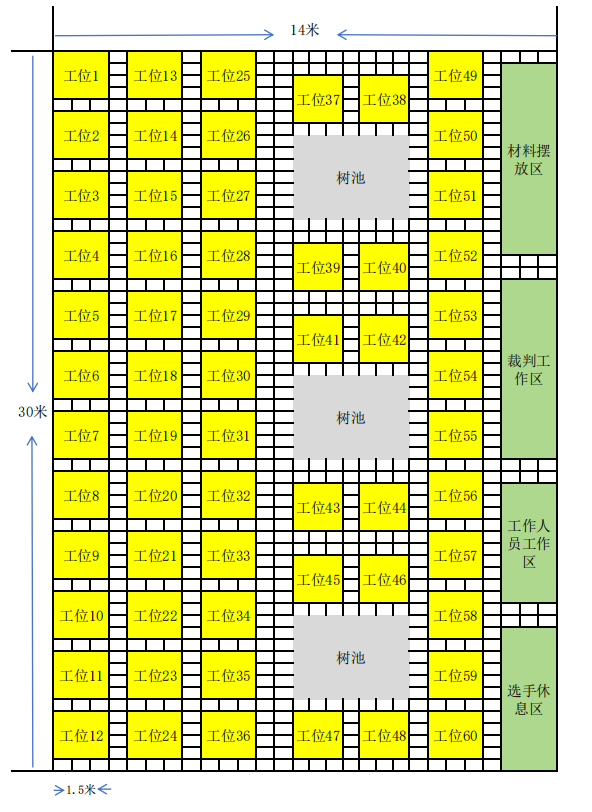 14米
工位1 工位13 工位25 工位49
工位37 工位38
工位2 工位14 工位26 工位50
材料摆
放区
树池
工位3 工位15 工位27 工位51
工位4 工位16 工位28 工位52
工位39 工位40
工位5 工位17 工位29 工位53
工位41 工位42
裁判工
作区
工位6 工位18 工位30 工位54
30米
树池
工位7 工位19 工位31 工位55
工位8 工位20 工位32 工位56
工位43 工位44
工作人
员工作
区
工位9 工位21 工位33 工位57
工位45 工位46
工位10 工位22 工位34 工位58
树池
工位11 工位23 工位35 工位59
选手休
息区
工位12 工位24 工位36 工位47 工位48 工位60
1.5米